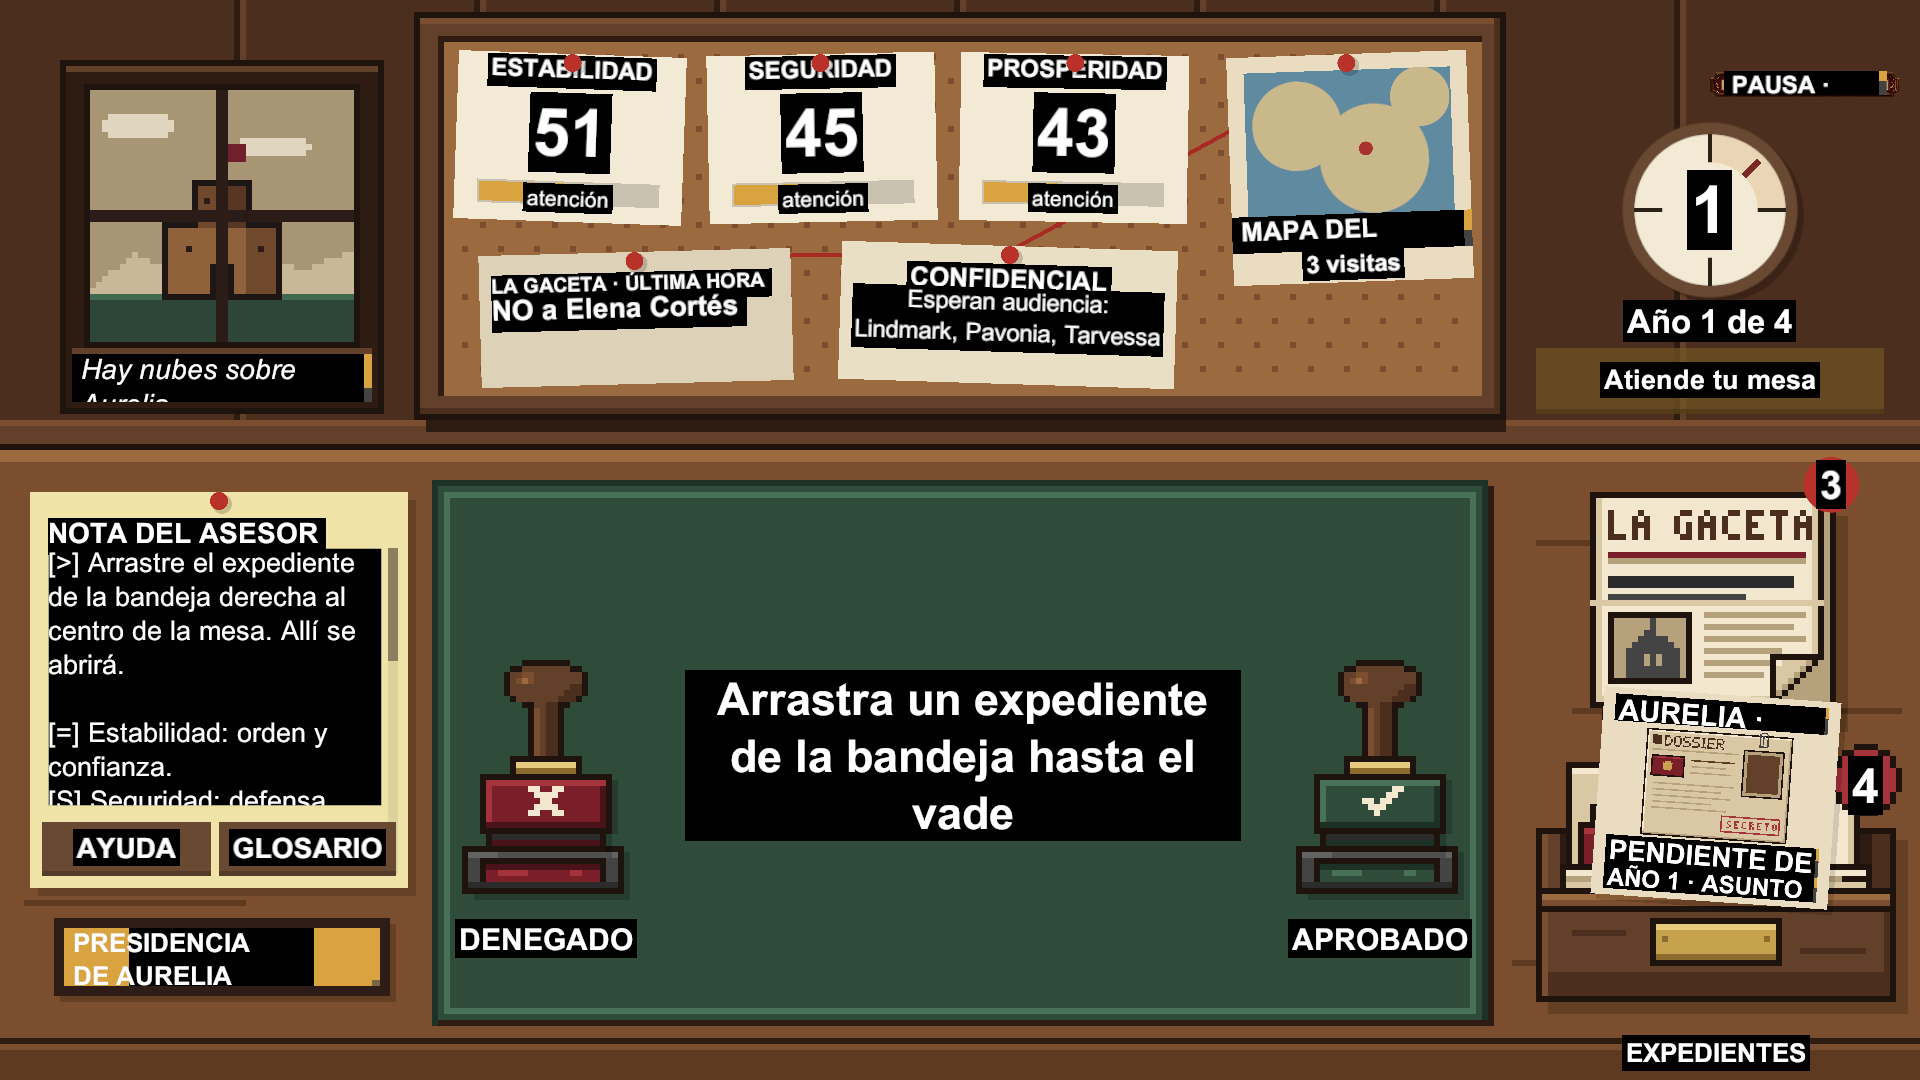 ESTABILIDAD
51
atención
SEGURIDAD
45
atención
PROSPERIDAD
43
atención
MAPA DEL
3 visitas
PAUSA ·
1
Año 1 de 4
Atiende tu mesa
LA GACETA · ÚLTIMA HORA
NO a Elena Cortés
CONFIDENCIAL
Esperan audiencia:
Lindmark, Pavonia, Tarvessa
Hay nubes sobre
Aurelia
NOTA DEL ASESOR
[>] Arrastre el expediente
de la bandeja derecha al
centro de la mesa. Allí se
abrirá.
[=] Estabilidad: orden y
confianza.
[S] Seguridad: defensa
AYUDA
GLOSARIO
PRESIDENCIA
DE AURELIA
Arrastra un expediente
de la bandeja hasta el
vade
DENEGADO
APROBADO
3
LA GACETA
AURELIA ·
DOSSIER
SECRETO
4
PENDIENTE DE
AÑO 1 · ASUNTO
EXPEDIENTES